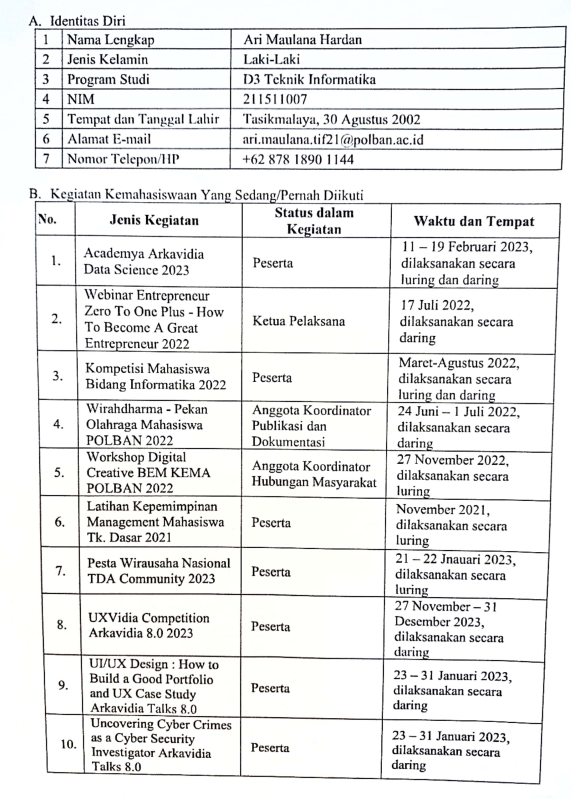 A. Identitas Diri
1 Nama Lengkap Ari Maulana Hardan
2 Jenis Kelamin Laki-Laki
3 Program Studi D3 Teknik Informatika
4 NIM 211511007
5 Tempat dan Tanggal Lahir Tasikmalaya, 30 Agustus 2002
6 Alamat E-mail ari.maulana.tif21@polban.ac.id
7 Nomor Telepon/HP +62 878 1890 1144
B. Kegiatan Kemahasiswaan Yang Sedang/Pernah Diikuti
No. Jenis Kegiatan Status dalam Kegiatan Waktu dan Tempat
1. Academya Arkavidia
Data Science 2023
Peserta
11 – 19 Februari 2023,
dilaksanakan secara
luring dan daring
2. Webinar Entrepreneur
Zero To One Plus - How
To Become A Great
Entrepreneur 2022
Ketua Pelaksana
17 Juli 2022,
dilaksanakan secara
daring
3. Kompetisi Mahasiswa
Bidang Informatika 2022
Peserta
Maret-Agustus 2022,
dilaksanakan secara
luring dan daring
4. Wirahdharma - Pekan
Olahraga Mahasiswa
POLBAN 2022
Anggota Koordinator
Publikasi dan
Dokumentasi
24 Juni – 1 Juli 2022,
dilaksanakan secara
daring
5. Workshop Digital
Creative BEM KEMA
POLBAN 2022
Anggota Koordinator
Hubungan Masyarakat
27 November 2022,
dilaksanakan secara
luring
6. Latihan Kepemimpinan
Management Mahasiswa
Tk. Dasar 2021
Peserta
November 2021,
dilaksanakan secara
luring
7. Pesta Wirausaha Nasional
TDA Community 2023
Peserta
21 – 22 Jnauari 2023,
dilaksanakan secara
luring
8. UXVidia Competition
Arkavidia 8.0 2023
Peserta
27 November – 31
Desember 2023,
dilaksanakan secara
daring
9. UI/UX Design : How to
Build a Good Portfolio
and UX Case Study
Arkavidia Talks 8.0
Peserta
23 – 31 Januari 2023,
dilaksanakan secara
daring
10. Uncovering Cyber Crimes
as a Cyber Security
Investigator Arkavidia
Talks 8.0
Peserta
23 – 31 Januari 2023,
dilaksanakan secara
daring